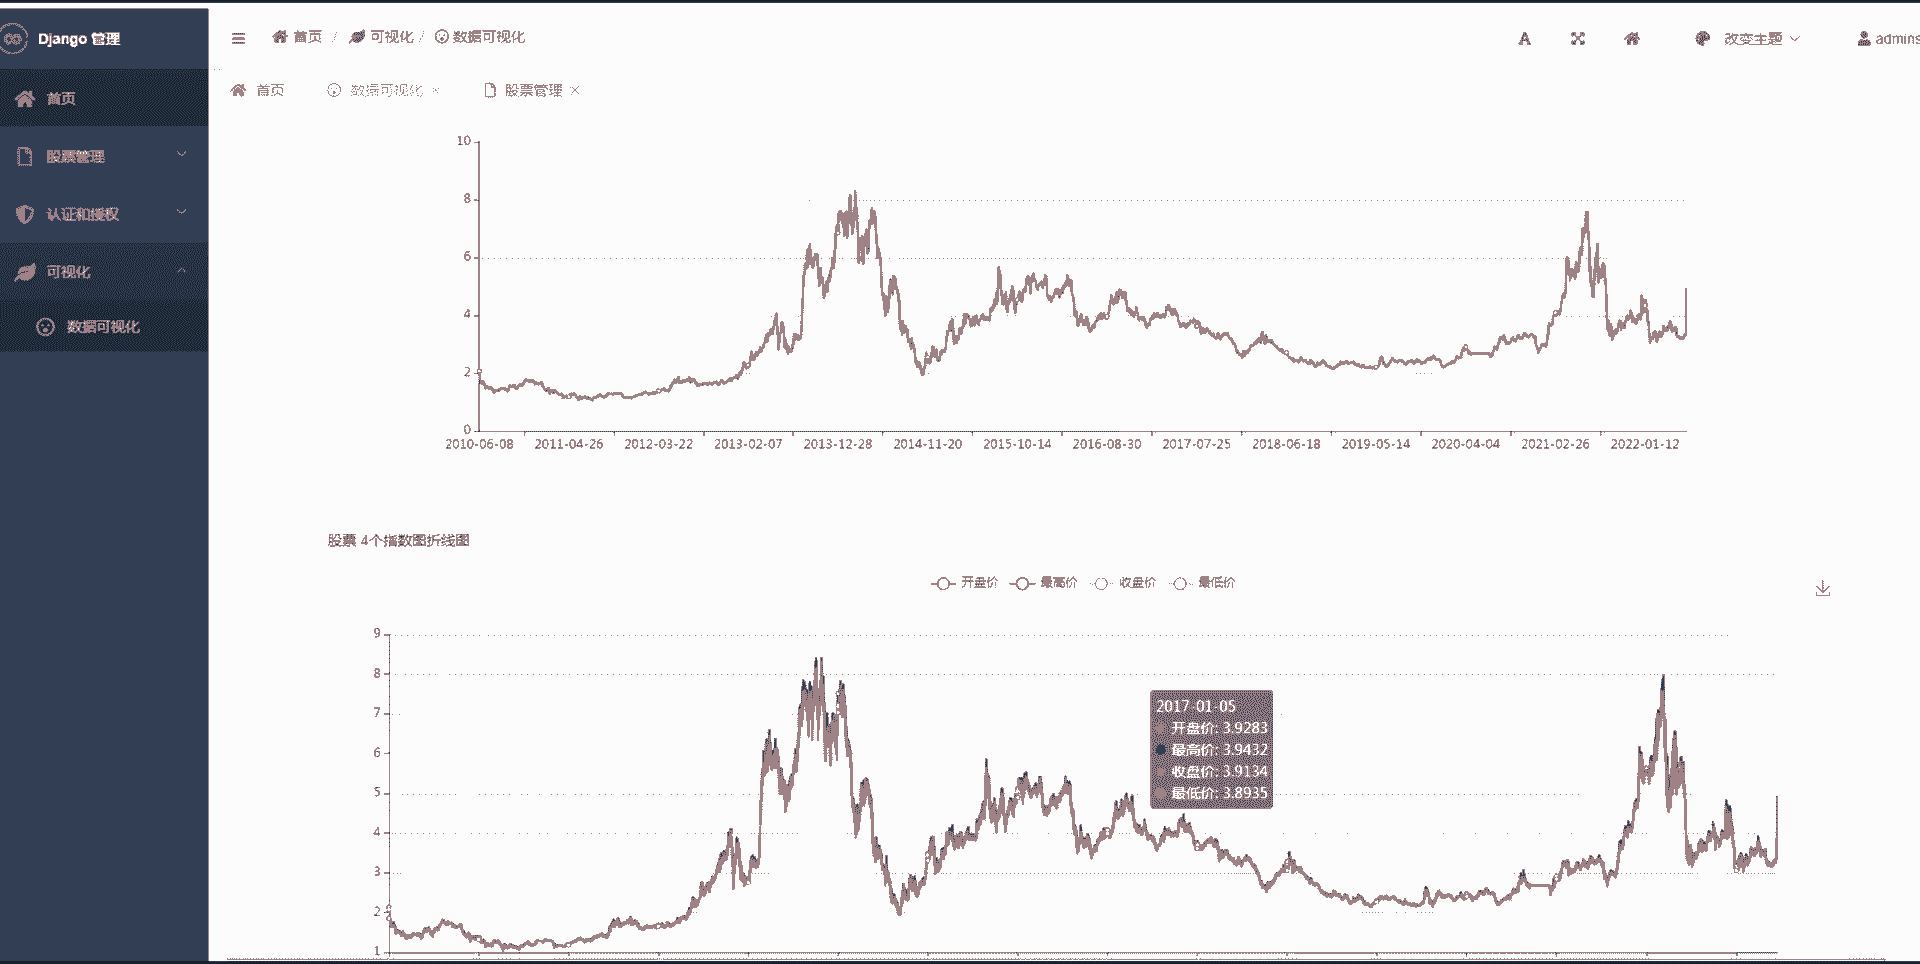 Django 管理
首页
股票管理
认证和授权
可视化
数据可视化
首页 / 可视化 / 数据可视化
A 改变主题 admins
首页 数据可视化 × 股票管理 ×
10
8
6
4
2
0
2010-06-08 2011-04-26 2012-03-22 2013-02-07 2013-12-28 2014-11-20 2015-10-14 2016-08-30 2017-07-25 2018-06-18 2019-05-14 2020-04-04 2021-02-26 2022-01-12
股票 4个指数图折线图
开盘价 最高价 收盘价 最低价
9
8
7
6
5
4
3
2
1
2017-01-05
开盘价: 3.9283
最高价: 3.9432
收盘价: 3.9134
最低价: 3.8935